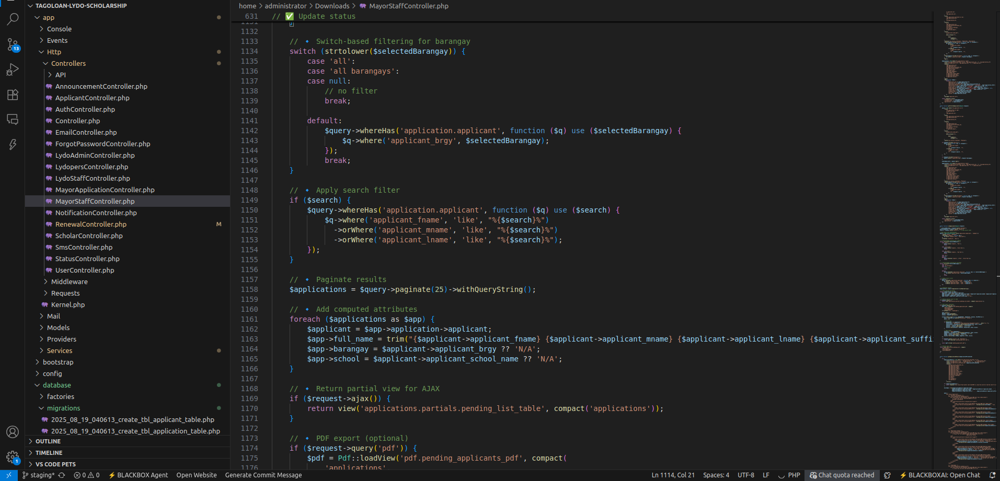 TAGOLOAN-LYDO-SCHOLARSHIP
app
Console
Events
Http
Controllers
API
AnnouncementController.php
ApplicantController.php
AuthController.php
Controller.php
EmailController.php
ForgotPasswordController.php
LydoAdminController.php
LydopersController.php
LydoStaffController.php
MayorApplicationController.php
MayorStaffController.php
NotificationController.php
RenewalController.php M
ScholarController.php
SmsController.php
StatusController.php
UserController.php
Middleware
Requests
Kernel.php
Mail
Models
Providers
Services
bootstrap
config
database
factories
migrations
2025_08_19_040613_create_tbl_applicant_table.php
2025_08_19_040613_create_tbl_application_table.php
OUTLINE
TIMELINE
VS CODE PETS
13
1
home > administrator > Downloads > MayorStaffController.php
631 // ✅ Update status
1131 }
1132
1133 // 🔹 Switch-based filtering for barangay
1134 switch (strtolower($selectedBarangay)) {
1135 case 'all':
1136 case 'all barangays':
1137 case null:
1138 // no filter
1139 break;
1140
1141 default:
1142 $query->whereHas('application.applicant', function ($q) use ($selectedBarangay) {
1143 $q->where('applicant_brgy', $selectedBarangay);
1144 });
1145 break;
1146 }
1147
1148 // 🔹 Apply search filter
1149 if ($search) {
1150 $query->whereHas('application.applicant', function ($q) use ($search) {
1151 $q->where('applicant_fname', 'like', "%{$search}%")
1152 ->orWhere('applicant_mname', 'like', "%{$search}%")
1153 ->orWhere('applicant_lname', 'like', "%{$search}%");
1154 });
1155 }
1156
1157 // 🔹 Paginate results
1158 $applications = $query->paginate(25)->withQueryString();
1159
1160 // 🔹 Add computed attributes
1161 foreach ($applications as $app) {
1162 $applicant = $app->application->applicant;
1163 $app->full_name = trim("{$applicant->applicant_fname} {$applicant->applicant_mname} {$applicant->applicant_lname} {$applicant->applicant_suffi
1164 $app->barangay = $applicant->applicant_brgy ?? 'N/A';
1165 $app->school = $applicant->applicant_school_name ?? 'N/A';
1166 }
1167
1168 // 🔹 Return partial view for AJAX
1169 if ($request->ajax()) {
1170 return view('applications.partials.pending_list_table', compact('applications'));
1171 }
1172
1173 // 🔹 PDF export (optional)
1174 if ($request->query('pdf')) {
1175 $pdf = Pdf::loadView('pdf.pending_applicants_pdf', compact(
1176 'applications'
staging* 0 0 BLACKBOX Agent Open Website Generate Commit Message Ln 1114, Col 21 Spaces: 4 UTF-8 LF PHP Chat quota reached BLACKBOXAI: Open Chat